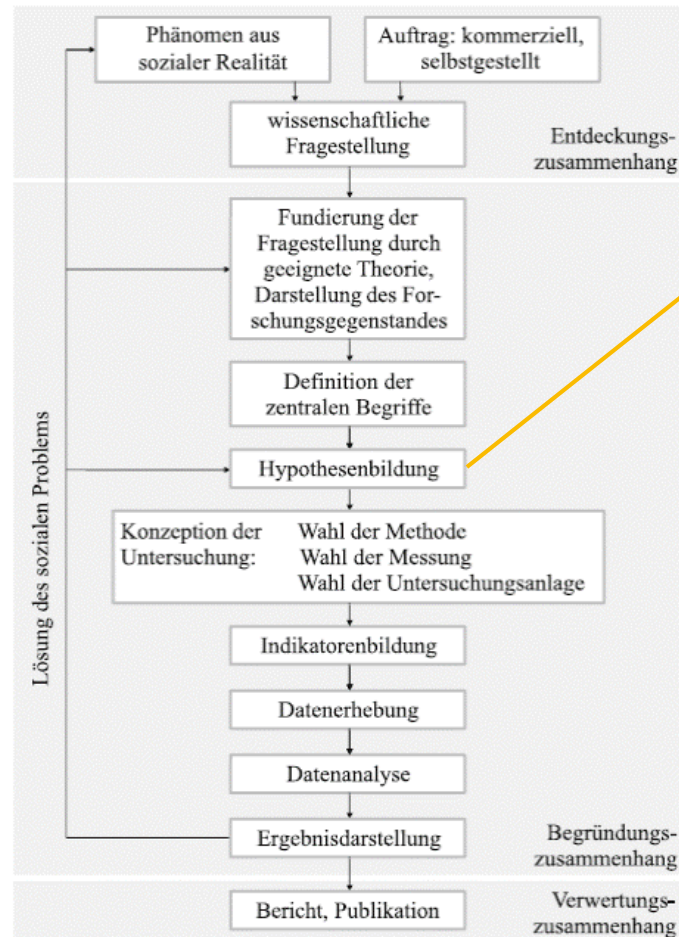 Phänomen aus
sozialer Realität
Auftrag: kommerziell,
selbstgestellt
wissenschaftliche
Fragestellung
Entdeckungs-
zusammenhang
Fundierung der
Fragestellung durch
geeignete Theorie,
Darstellung des For-
schungsgegenstandes
Definition der
zentralen Begriffe
Hypothesenbildung
Konzeption der Wahl der Methode
Untersuchung: Wahl der Messung
Wahl der Untersuchungsanlage
Indikatorenbildung
Datenerhebung
Datenanalyse
Ergebnisdarstellung
Begründungs-
zusammenhang
Lösung des sozialen Problems
Bericht, Publikation
Verwertungs-
zusammenhang